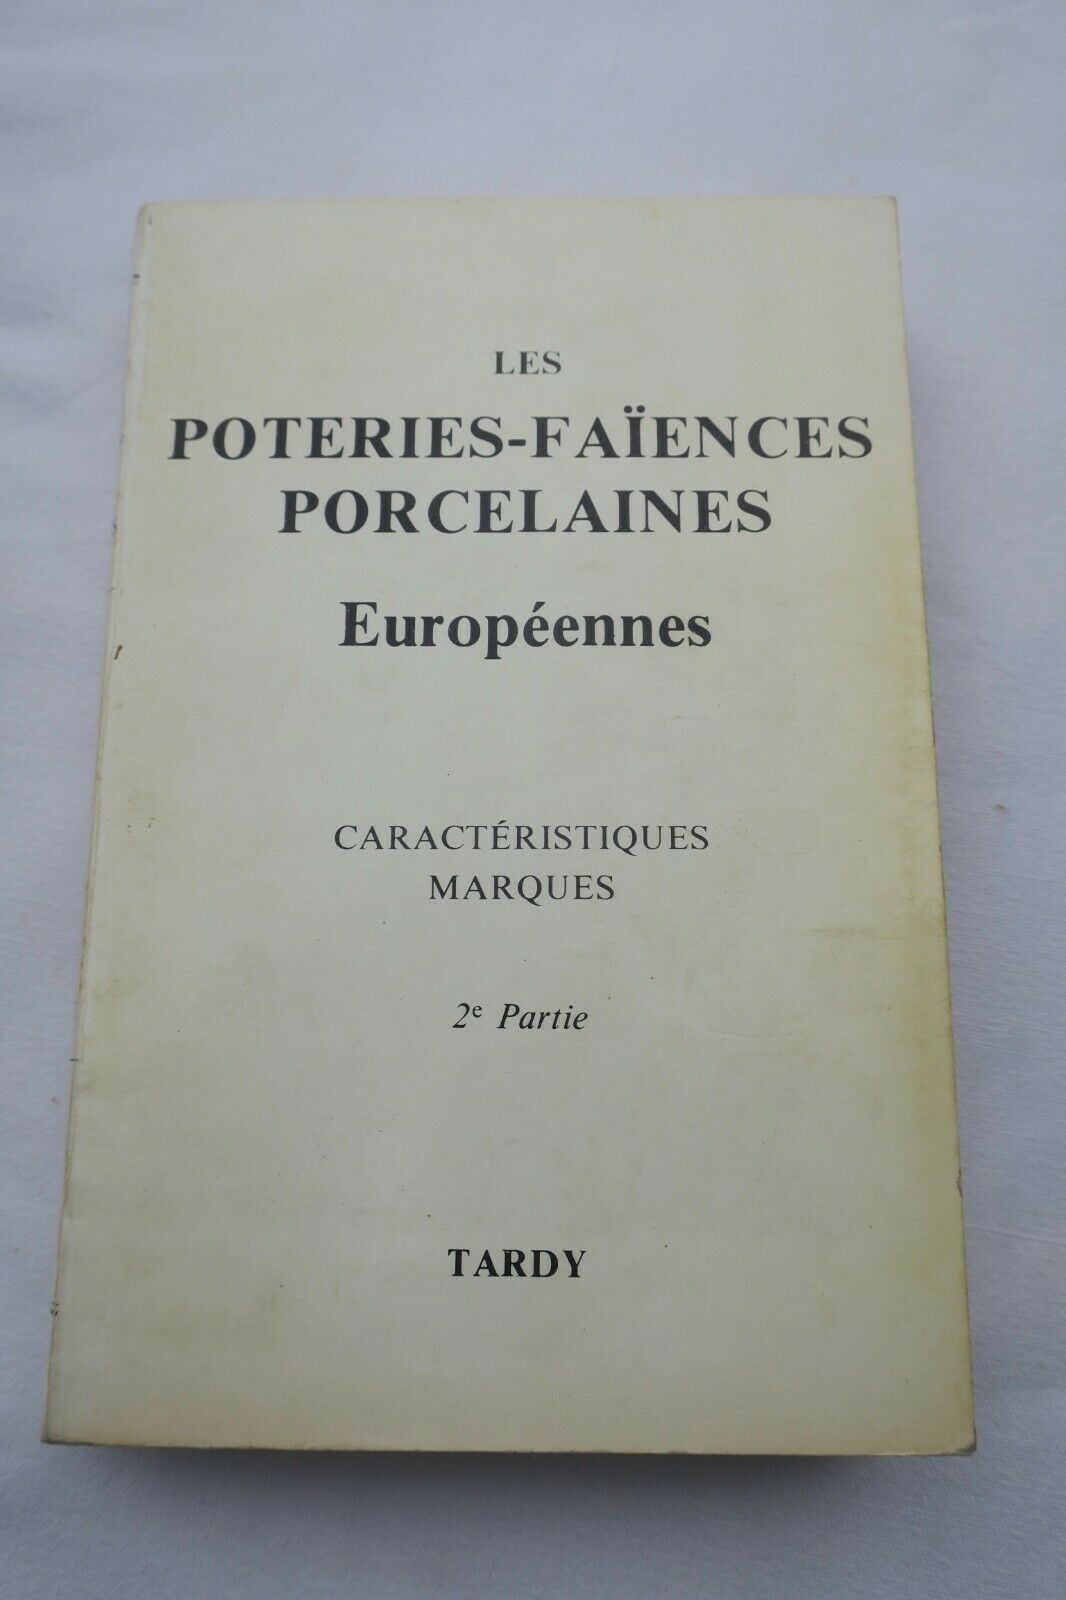 LES
POTERIES-FAÏENCES
PORCELAINES
Européennes
CARACTÉRISTIQUES
MARQUES
2e Partie
TARDY